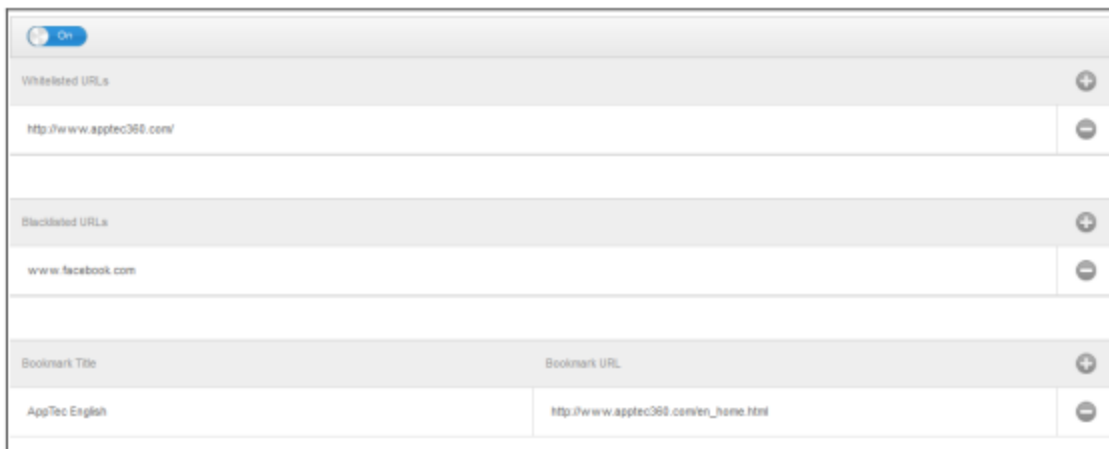 On
Whitelisted URLs
http://www.apptec360.com/
Blacklisted URLs
www.facebook.com
Bookmark Title Bookmark URL
AppTec English http://www.apptec360.com/en_home.html